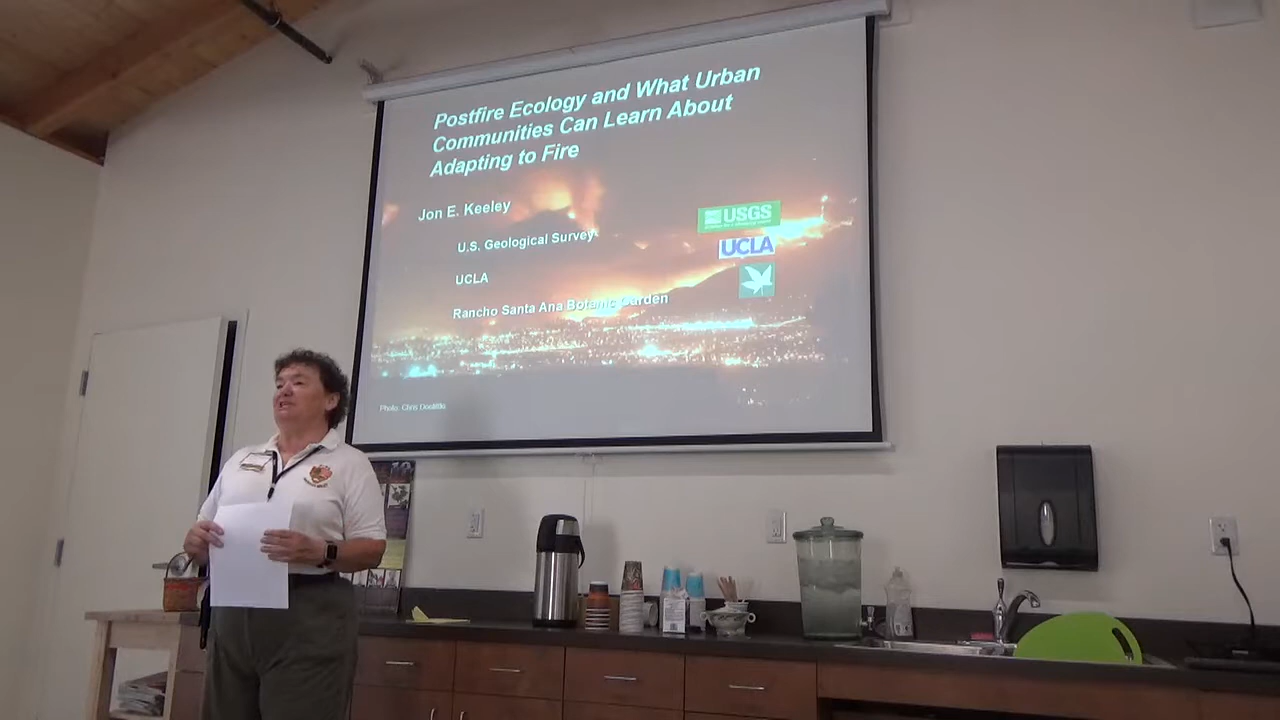 Postfire Ecology and What Urban
Communities Can Learn About
Adapting to Fire
Jon E. Keeley
U.S. Geological Survey
UCLA
Rancho Santa Ana Botanic Garden
USGS
UCLA
Photo: Chris Doolittle